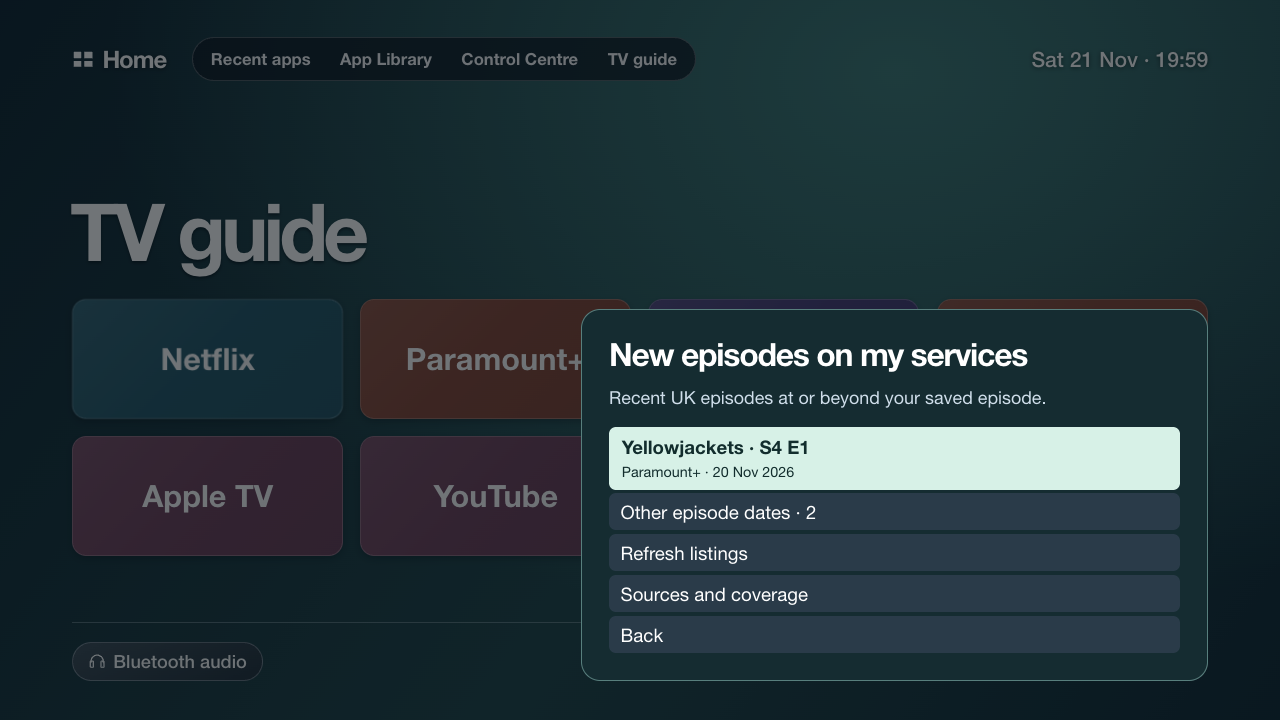 Home
Recent apps
App Library
Control Centre
TV guide
Sat 21 Nov · 19:59
TV guide
Netflix
Paramount+
Apple TV
YouTube
New episodes on my services
Recent UK episodes at or beyond your saved episode.
Yellowjackets · S4 E1
Paramount+ · 20 Nov 2026
Other episode dates · 2
Refresh listings
Sources and coverage
Back
Bluetooth audio